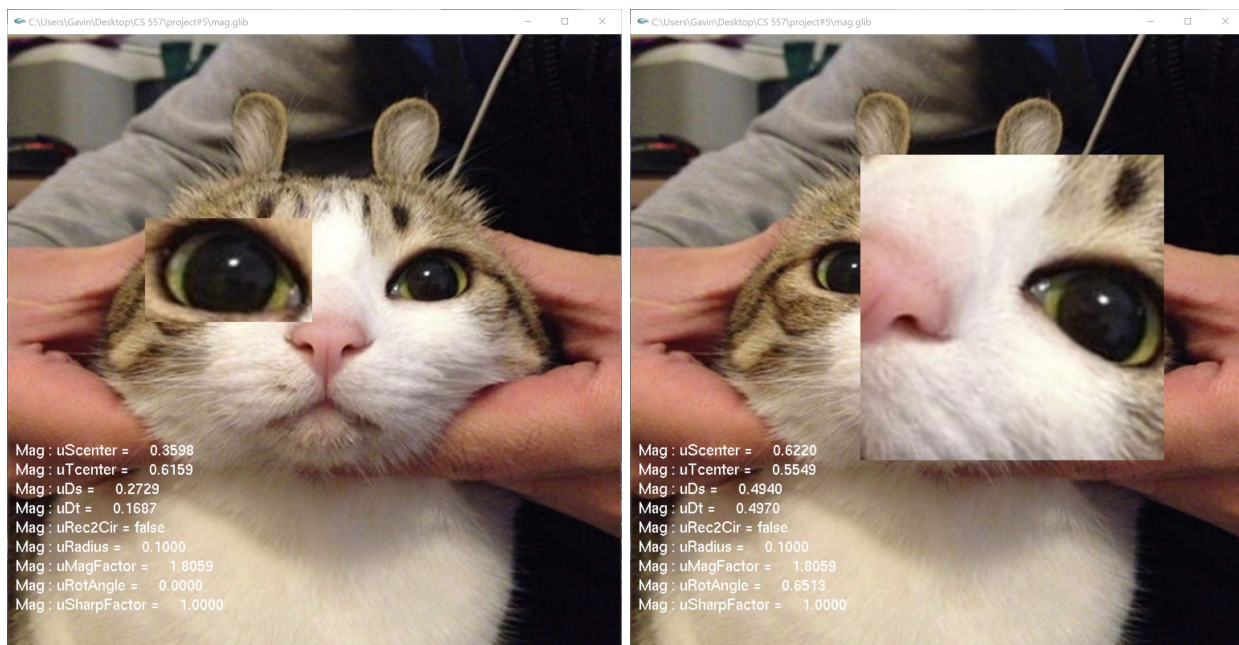 C:\Users\Gavin\Desktop\CS 557\project#5\mag.glib
Mag : uScenter = 0.3598
Mag : uTcenter = 0.6159
Mag : uDs = 0.2729
Mag : uDt = 0.1687
Mag : uRec2Cir = false
Mag : uRadius = 0.1000
Mag : uMagFactor = 1.8059
Mag : uRotAngle = 0.0000
Mag : uSharpFactor = 1.0000
C:\Users\Gavin\Desktop\CS 557\project#5\mag.glib
Mag : uScenter = 0.6220
Mag : uTcenter = 0.5549
Mag : uDs = 0.4940
Mag : uDt = 0.4970
Mag : uRec2Cir = false
Mag : uRadius = 0.1000
Mag : uMagFactor = 1.8059
Mag : uRotAngle = 0.6513
Mag : uSharpFactor = 1.0000